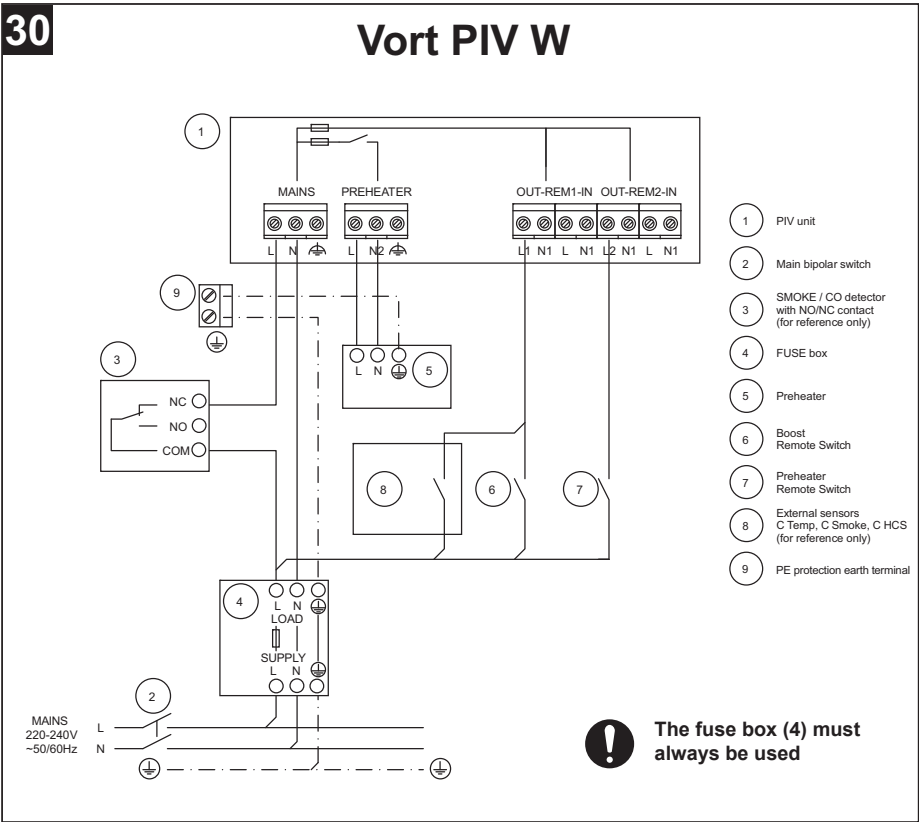 30
Vort PIV W
1
MAINS PREHEATER OUT-REM1-IN OUT-REM2-IN
L N L N2 L1 N1 L N1 L2 N1 L N1
9
3
NC
NO
COM
L N
5
8
6
7
4
L N
LOAD
SUPPLY
L N
2
MAINS
220-240V
~50/60Hz
L
N
1 PIV unit
2 Main bipolar switch
3 SMOKE / CO detector
with NO/NC contact
(for reference only)
4 FUSE box
5 Preheater
6 Boost
Remote Switch
7 Preheater
Remote Switch
8 External sensors
C Temp, C Smoke, C HCS
(for reference only)
9 PE protection earth terminal
The fuse box (4) must
always be used